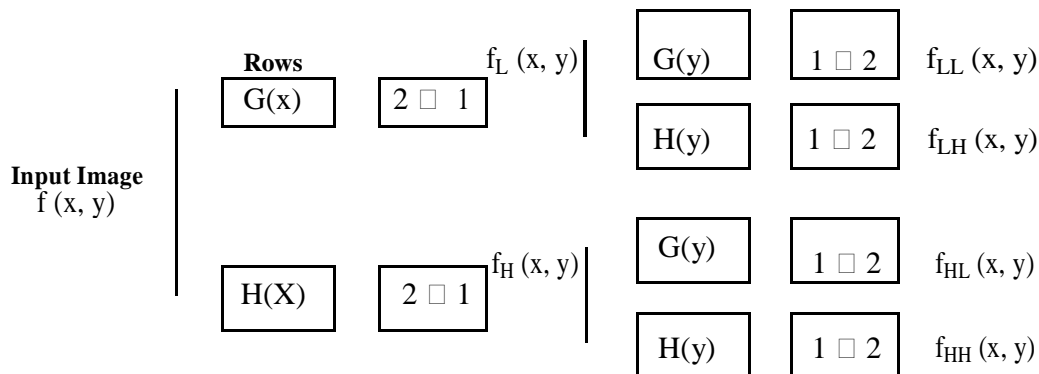 Rows
G(x)
2 □ 1
f_L (x, y)
G(y)
1 □ 2
f_LL (x, y)
H(y)
1 □ 2
f_LH (x, y)
Input Image
f (x, y)
H(X)
2 □ 1
f_H (x, y)
G(y)
1 □ 2
f_HL (x, y)
H(y)
1 □ 2
f_HH (x, y)